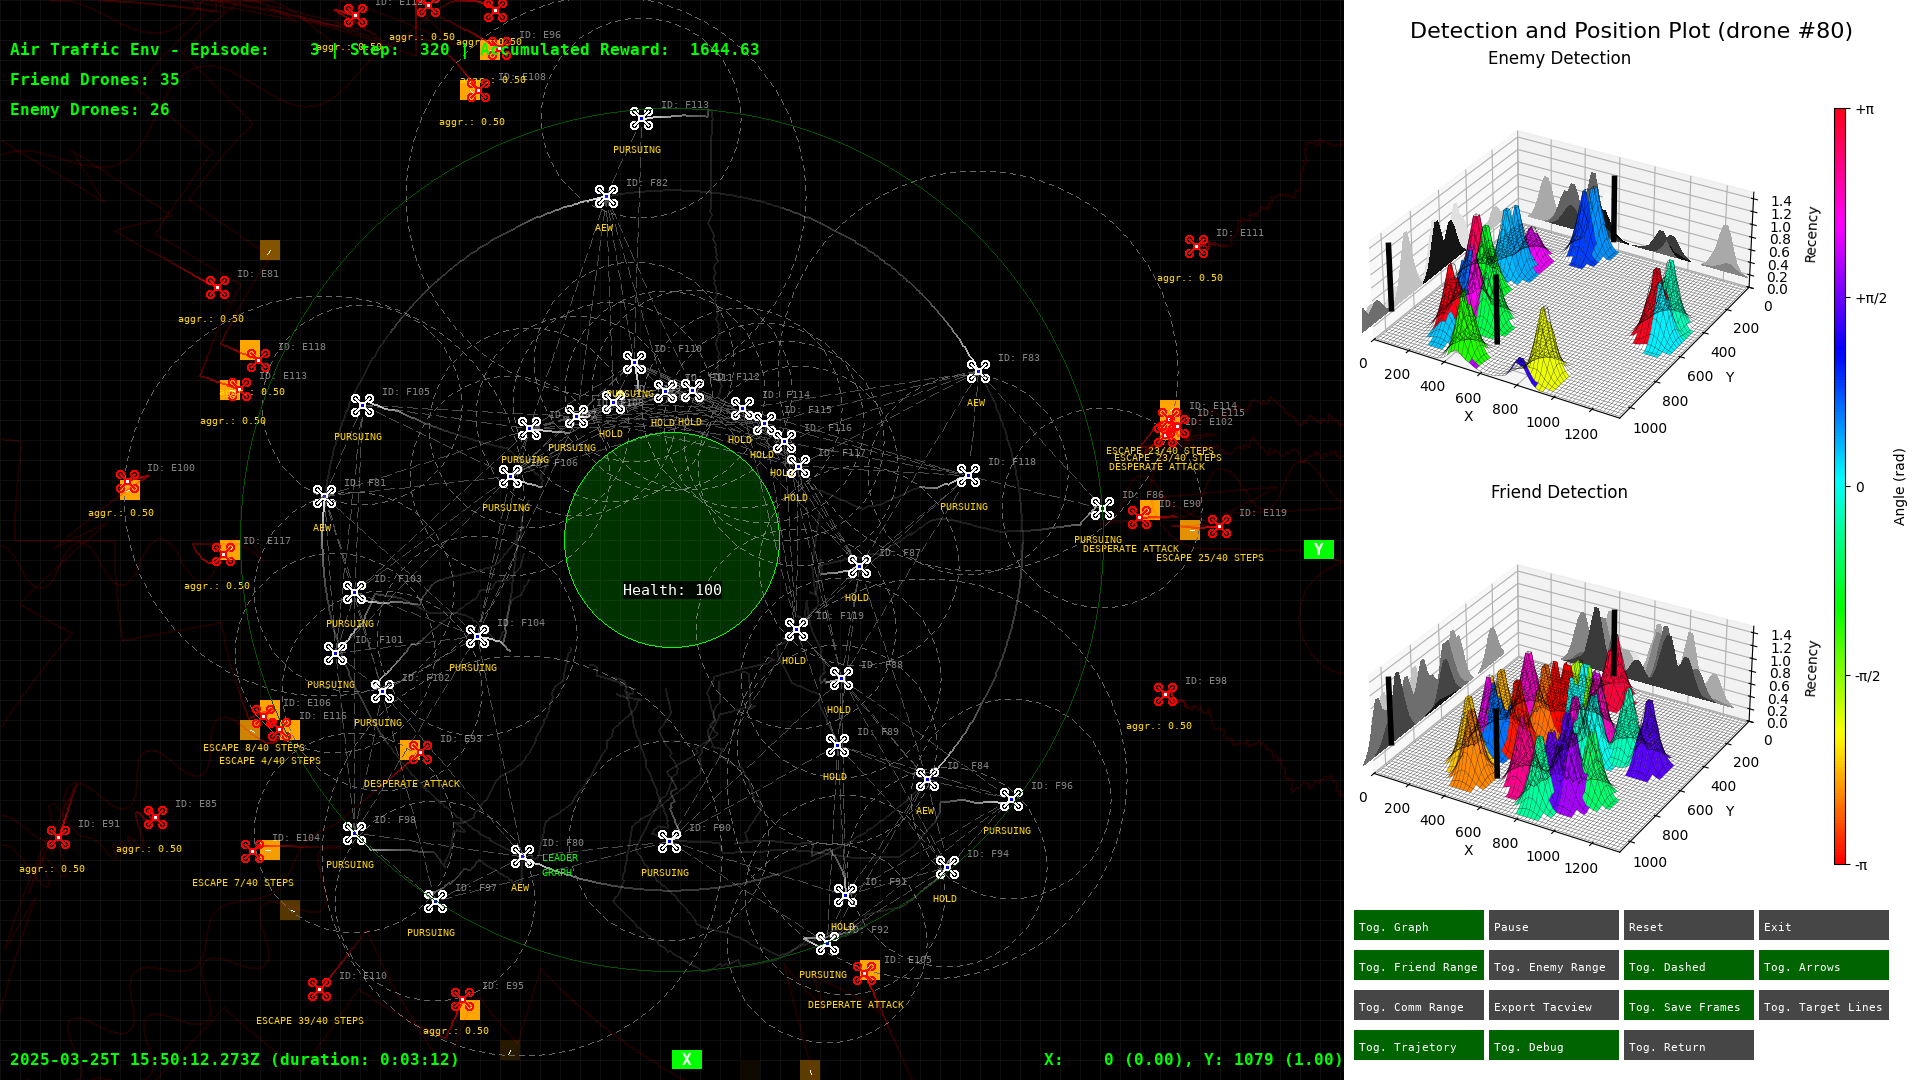 Air Traffic Env - Episode: 3 | Step: 320 | Accumulated Reward: 1644.63
Friend Drones: 35
Enemy Drones: 26
aggr.: 0.50
aggr.: 0.50
aggr.: 0.50
ID: E96
aggr.: 0.50
ID: E108
aggr.: 0.50
ID: F113
PURSUING
ID: F82
AEW
ID: E111
aggr.: 0.50
ID: E81
aggr.: 0.50
ID: E118
ID: E113
aggr.: 0.50
ID: F110
PURSUING
ID: F83
AEW
ID: F105
PURSUING
F112
HOLD
HOLD
HOLD
ID: F114
HOLD
ID: F115
HOLD
ID: F116
HOLD
ID: F117
HOLD
PURSUING
PURSUING
F106
PURSUING
ID: E114
ID: E115
ID: E102
ESCAPE 23/40 STEPS
ESCAPE 23/40 STEPS
DESPERATE ATTACK
ID: E100
aggr.: 0.50
ID: F81
AEW
ID: F118
PURSUING
ID: F86
PURSUING
ID: E90
DESPERATE ATTACK
ID: E119
ESCAPE 25/40 STEPS
ID: E117
aggr.: 0.50
Y
ID: F87
HOLD
Health: 100
ID: F103
PURSUING
ID: F104
PURSUING
ID: F119
HOLD
ID: F101
PURSUING
ID: F102
PURSUING
ID: F88
HOLD
ID: E98
aggr.: 0.50
ID: E106
ID: E116
ESCAPE 8/40 STEPS
ESCAPE 4/40 STEPS
ID: E93
DESPERATE ATTACK
ID: F89
HOLD
ID: F84
AEW
ID: F96
PURSUING
ID: E85
aggr.: 0.50
ID: E91
aggr.: 0.50
ID: E104
ESCAPE 7/40 STEPS
ID: F98
PURSUING
ID: F80
LEADER
GRAPH
AEW
ID: F90
PURSUING
ID: F94
HOLD
ID: F91
HOLD
ID: F97
PURSUING
F92
PURSUING
ID: E105
DESPERATE ATTACK
ID: E110
ESCAPE 39/40 STEPS
ID: E95
aggr.: 0.50
2025-03-25T 15:50:12.273Z (duration: 0:03:12)
X
X: 0 (0.00), Y: 1079 (1.00)
Detection and Position Plot (drone #80)
Enemy Detection
1.4
1.2
1.0
0.8
0.6
0.4
0.2
0.0
Recency
0
200
400
600
800
1000
Y
0
200
400
600
800
1000
1200
X
Friend Detection
1.4
1.2
1.0
0.8
0.6
0.4
0.2
0.0
Recency
0
200
400
600
800
1000
Y
0
200
400
600
800
1000
1200
X
+π
+π/2
0
-π/2
-π
Angle (rad)
Tog. Graph
Pause
Reset
Exit
Tog. Friend Range
Tog. Enemy Range
Tog. Dashed
Tog. Arrows
Tog. Comm Range
Export Tacview
Tog. Save Frames
Tog. Target Lines
Tog. Trajetory
Tog. Debug
Tog. Return